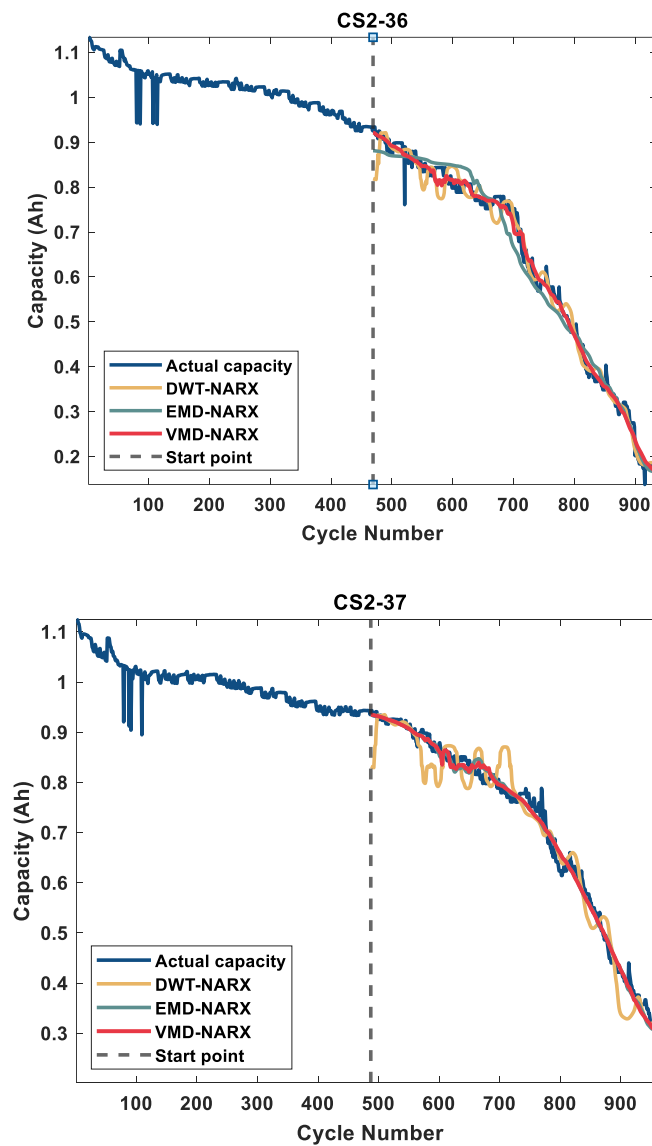 CS2-36
1.1
1
0.9
0.8
0.7
0.6
0.5
0.4
0.3
0.2
Capacity (Ah)
Actual capacity
DWT-NARX
EMD-NARX
VMD-NARX
Start point
100 200 300 400 500 600 700 800 900
Cycle Number
CS2-37
1.1
1
0.9
0.8
0.7
0.6
0.5
0.4
0.3
Capacity (Ah)
Actual capacity
DWT-NARX
EMD-NARX
VMD-NARX
Start point
100 200 300 400 500 600 700 800 900
Cycle Number